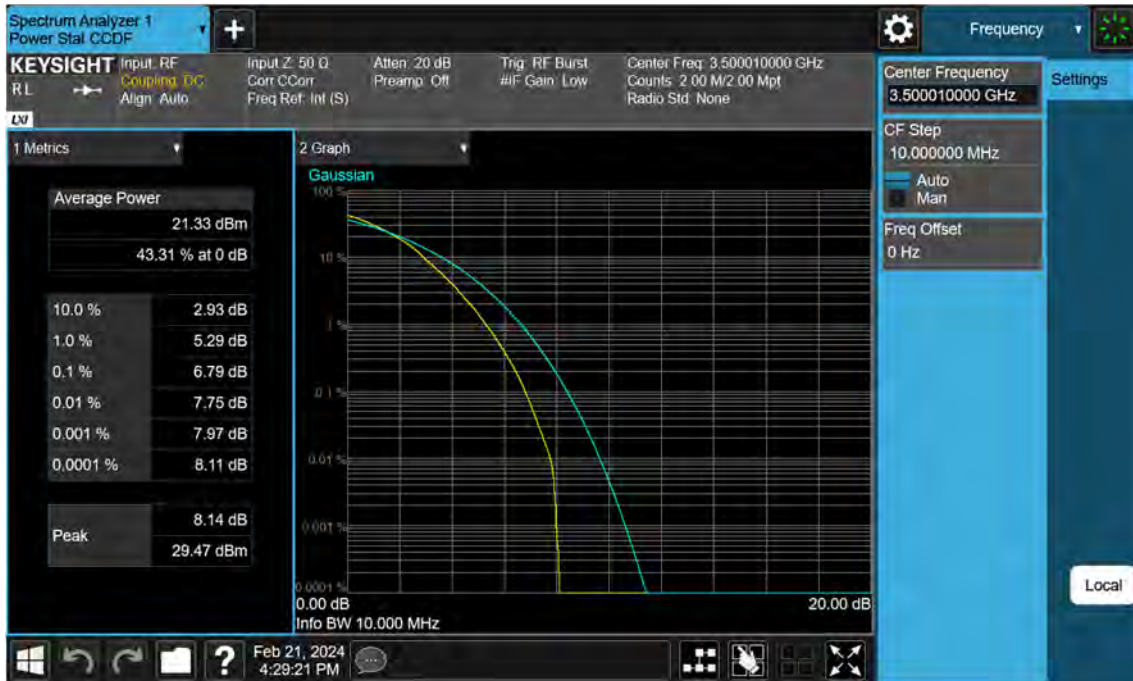 Spectrum Analyzer 1
Power Stal CCDF
Frequency
KEYSIGHT
RL
LXI
Input: RF
Coupling: DC
Align: Auto
Input Z: 50 Ω
Corr CCorr
Freq Ref: Int (S)
Atten: 20 dB
Preamp: Off
Trig: RF Burst
#IF Gain: Low
Center Freq: 3.500010000 GHz
Counts: 2.00 M/2.00 Mpt
Radio Std: None
Center Frequency
3.500010000 GHz
Settings
CF Step
10.000000 MHz
Auto
Man
Freq Offset
0 Hz
1 Metrics
Average Power
21.33 dBm
43.31 % at 0 dB
10.0 % 2.93 dB
1.0 % 5.29 dB
0.1 % 6.79 dB
0.01 % 7.75 dB
0.001 % 7.97 dB
0.0001 % 8.11 dB
Peak
8.14 dB
29.47 dBm
2 Graph
Gaussian
100 %
10 %
1 %
0.1 %
0.01 %
0.001 %
0.0001 %
0.00 dB 20.00 dB
Info BW 10.000 MHz
Local
?
Feb 21, 2024
4:29:21 PM